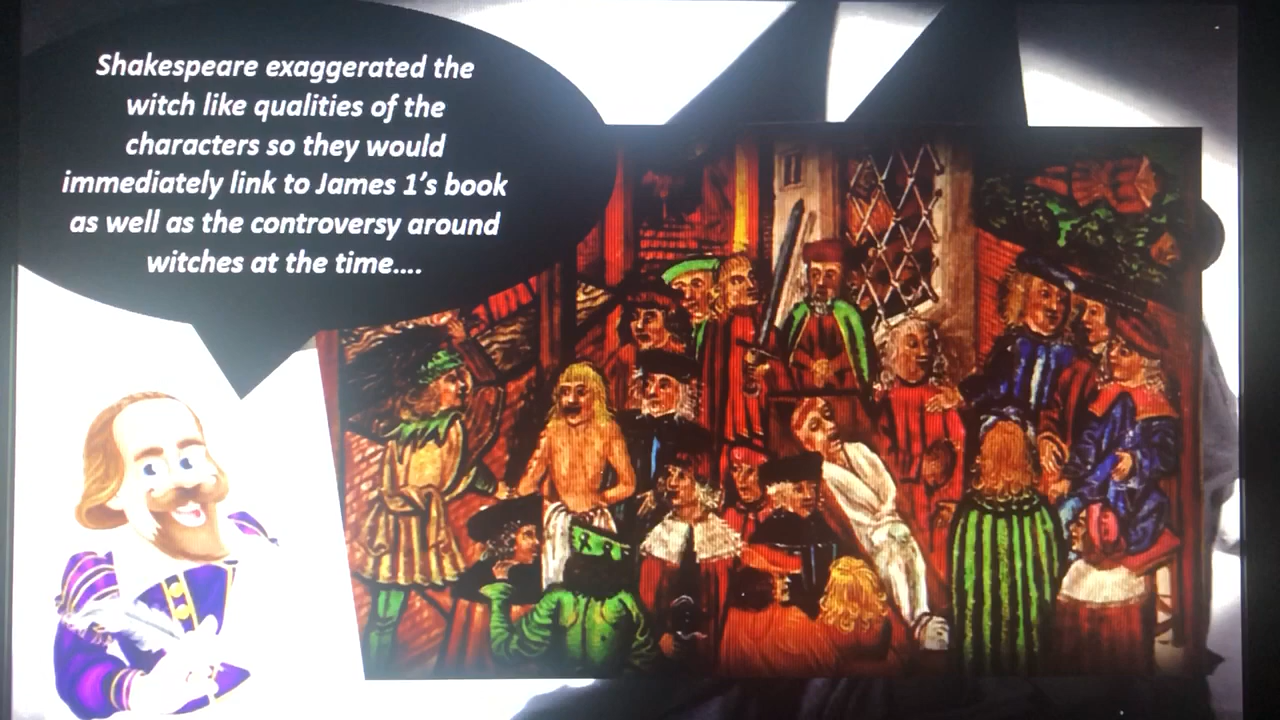 Shakespeare exaggerated the
witch like qualities of the
characters so they would
immediately link to James 1’s book
as well as the controversy around
witches at the time....